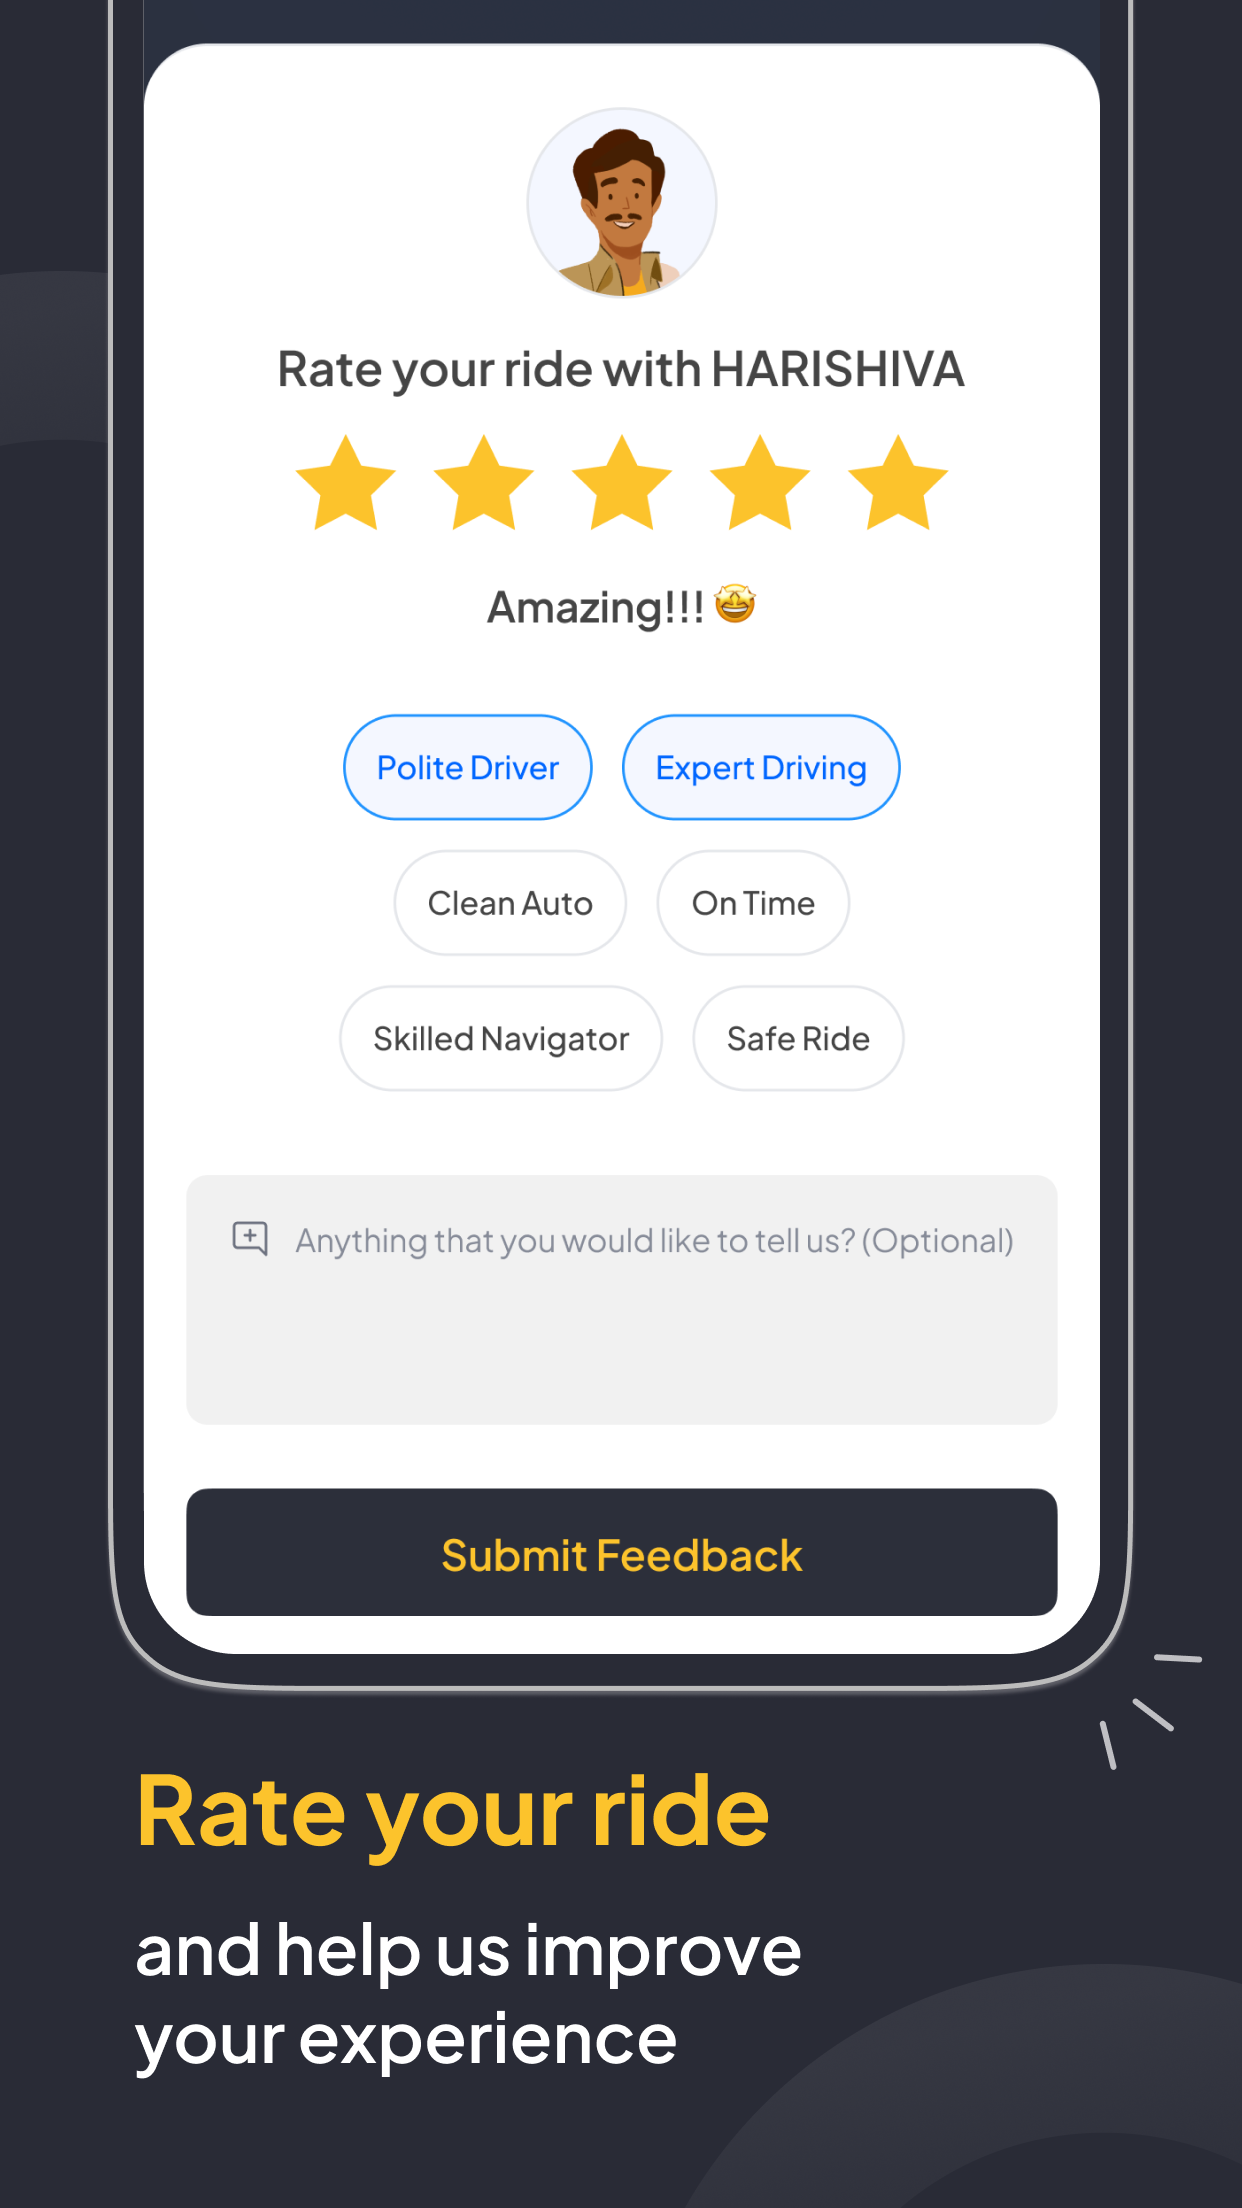 Rate your ride with HARISHIVA
Amazing!!! 🤩
Polite Driver
Expert Driving
Clean Auto
On Time
Skilled Navigator
Safe Ride
Anything that you would like to tell us? (Optional)
Submit Feedback
Rate your ride
and help us improve
your experience